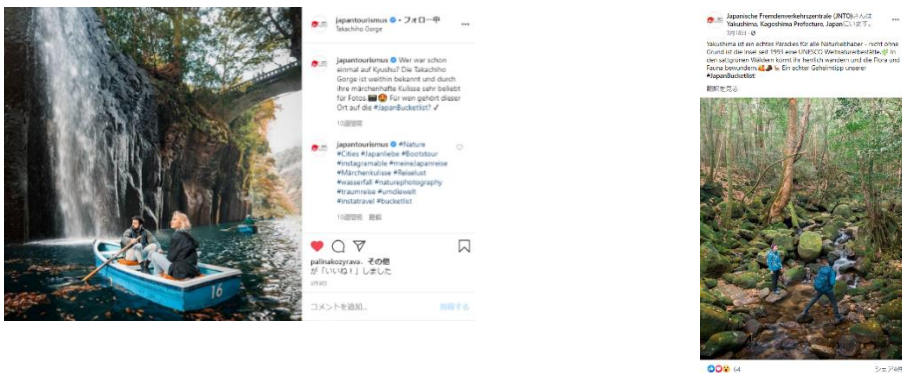 japantourismus • フォロー中
Takachiho Gorge
japantourismus Wer war schon
einmal auf Kyushu? Die Takachiho
Gorge ist weithin bekannt und durch
ihre märchenhafte Kulisse sehr beliebt
für Fotos. 📷🤩 Für wen gehört dieser
Ort auf die #JapanBucketlist? ✓
10週間前
japantourismus #Nature
#Cities #Japanliebe #Bootstour
#instagramable #meineJapanreise
#Märchenkulisse #Reiselust
#wasserfall #naturephotography
#traumreise #umdiewelt
#instatravel #bucketlist
10週間前
palinakozyrava、その他
が「いいね！」しました
コメントを追加...
投稿する
16
Japanische Fremdenverkehrszentrale (JNTO)さんは
Yakushima, Kagoshima Prefecture, Japanにいます。
Yakushima ist ein echtes Paradies für alle Naturliebhaber - nicht ohne
Grund ist die Insel seit 1993 eine UNESCO Weltnaturerbestätte. In
den sattgrünen Wäldern könnt ihr herrlich wandern und die Flora und
Fauna bewundern. Ein echter Geheimtipp unserer
#JapanBucketlist!
翻訳を見る
64
シェア4件